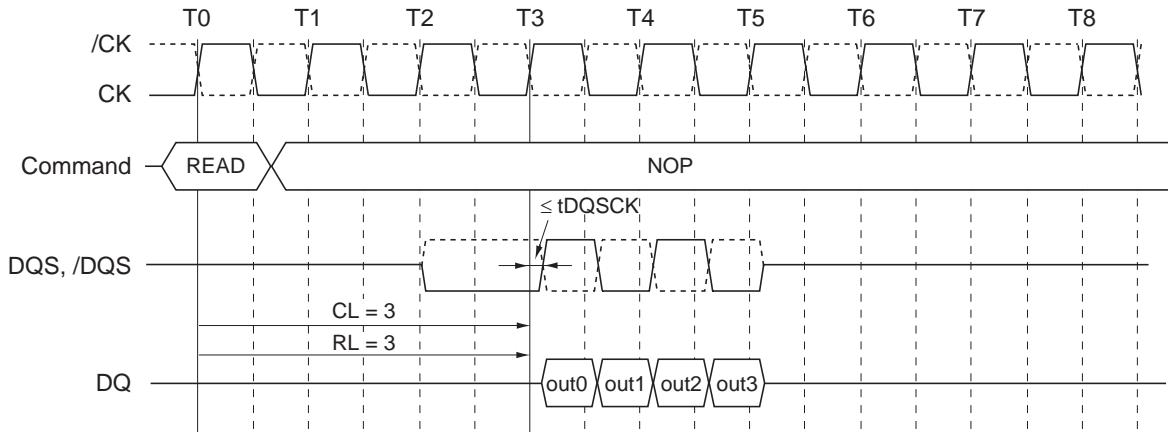 T0 T1 T2 T3 T4 T5 T6 T7 T8
/CK
CK
Command READ NOP
≤ tDQSCK
DQS, /DQS
CL = 3
RL = 3
DQ out0 out1 out2 out3